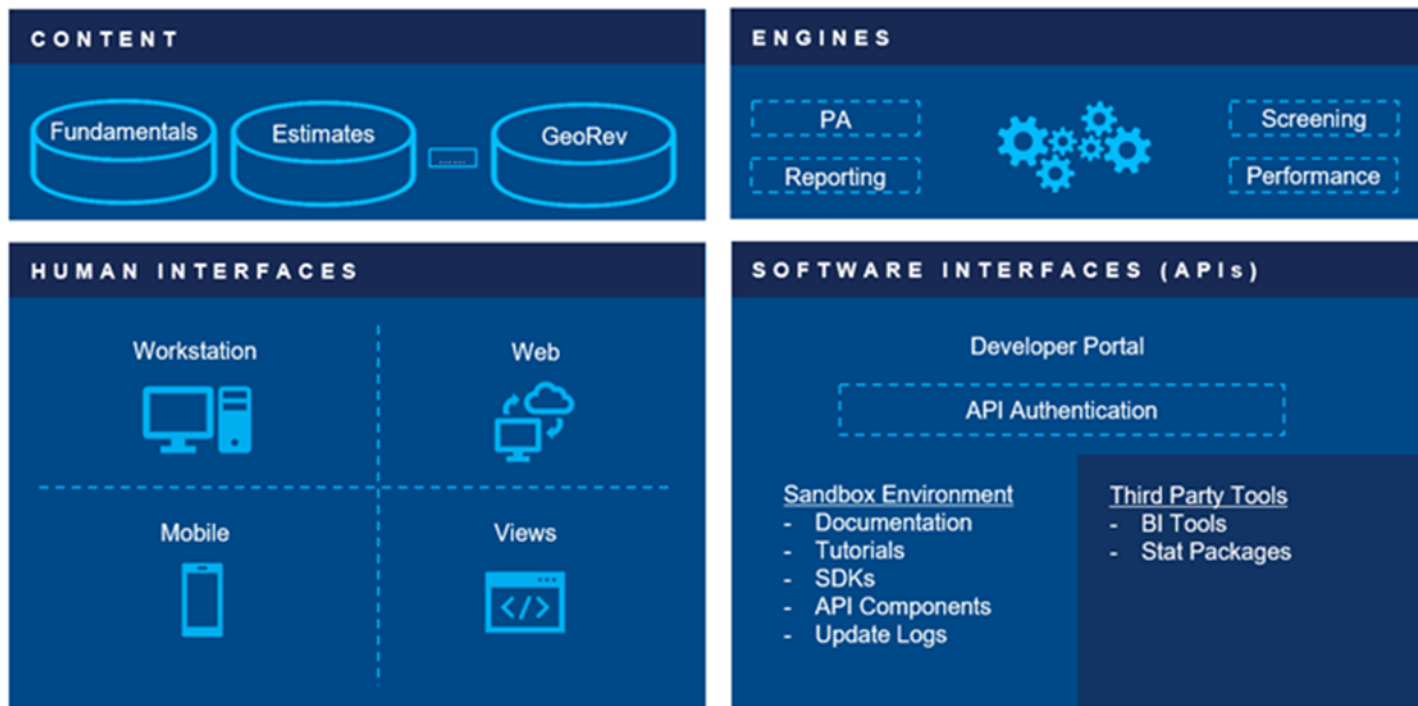 CONTENT
Fundamentals
Estimates
......
GeoRev
ENGINES
PA
Reporting
Screening
Performance
HUMAN INTERFACES
Workstation
Web
Mobile
Views
</>
SOFTWARE INTERFACES (APIs)
Developer Portal
API Authentication
Sandbox Environment
- Documentation
- Tutorials
- SDKs
- API Components
- Update Logs
Third Party Tools
- BI Tools
- Stat Packages